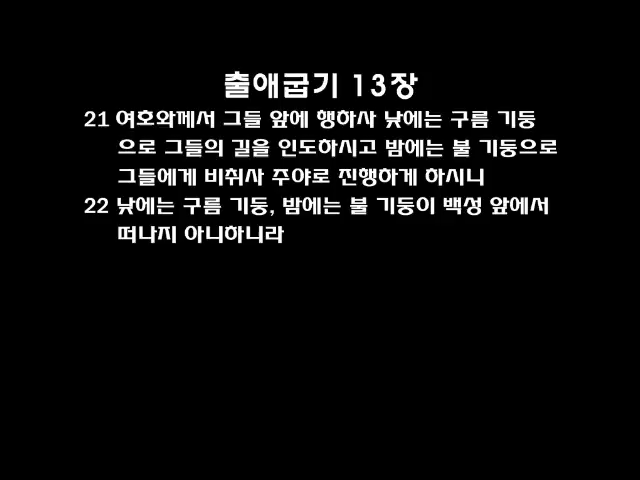 출애굽기 13장
21 여호와께서 그들 앞에 행하사 낮에는 구름 기둥
으로 그들의 길을 인도하시고 밤에는 불 기둥으로
그들에게 비취사 주야로 진행하게 하시니
22 낮에는 구름 기둥, 밤에는 불 기둥이 백성 앞에서
떠나지 아니하니라